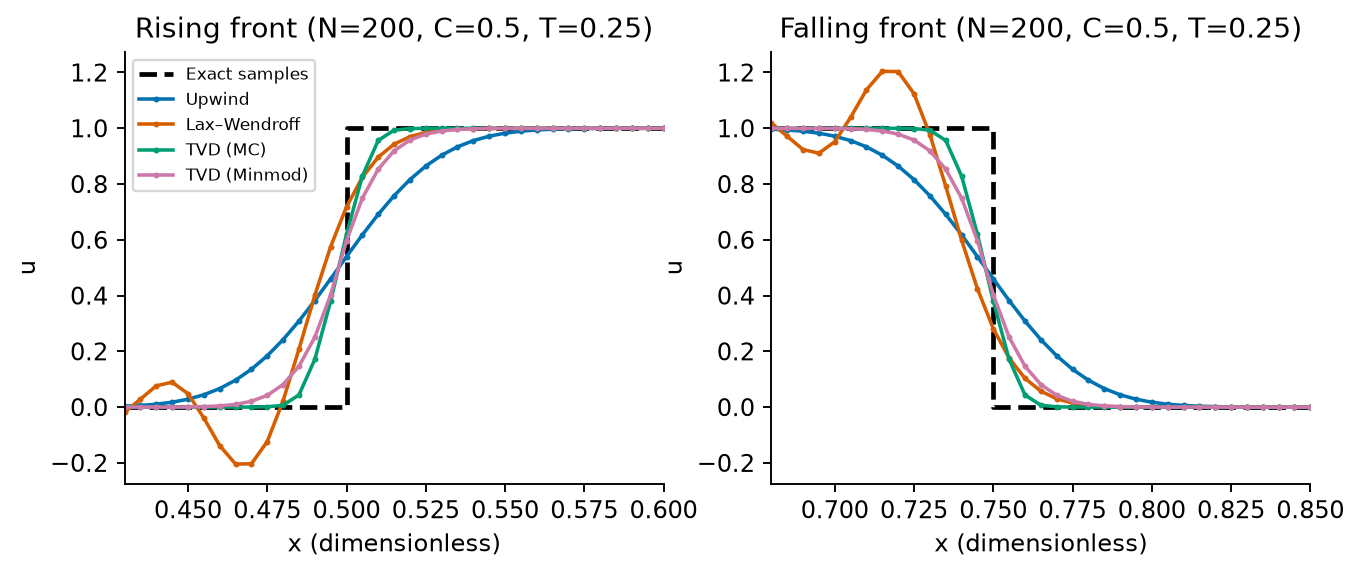 Rising front (N=200, C=0.5, T=0.25)
1.2
1.0
0.8
0.6
0.4
0.2
0.0
−0.2
u
Exact samples
Upwind
Lax–Wendroff
TVD (MC)
TVD (Minmod)
0.450 0.475 0.500 0.525 0.550 0.575 0.600
x (dimensionless)
Falling front (N=200, C=0.5, T=0.25)
1.2
1.0
0.8
0.6
0.4
0.2
0.0
−0.2
u
0.700 0.725 0.750 0.775 0.800 0.825 0.850
x (dimensionless)